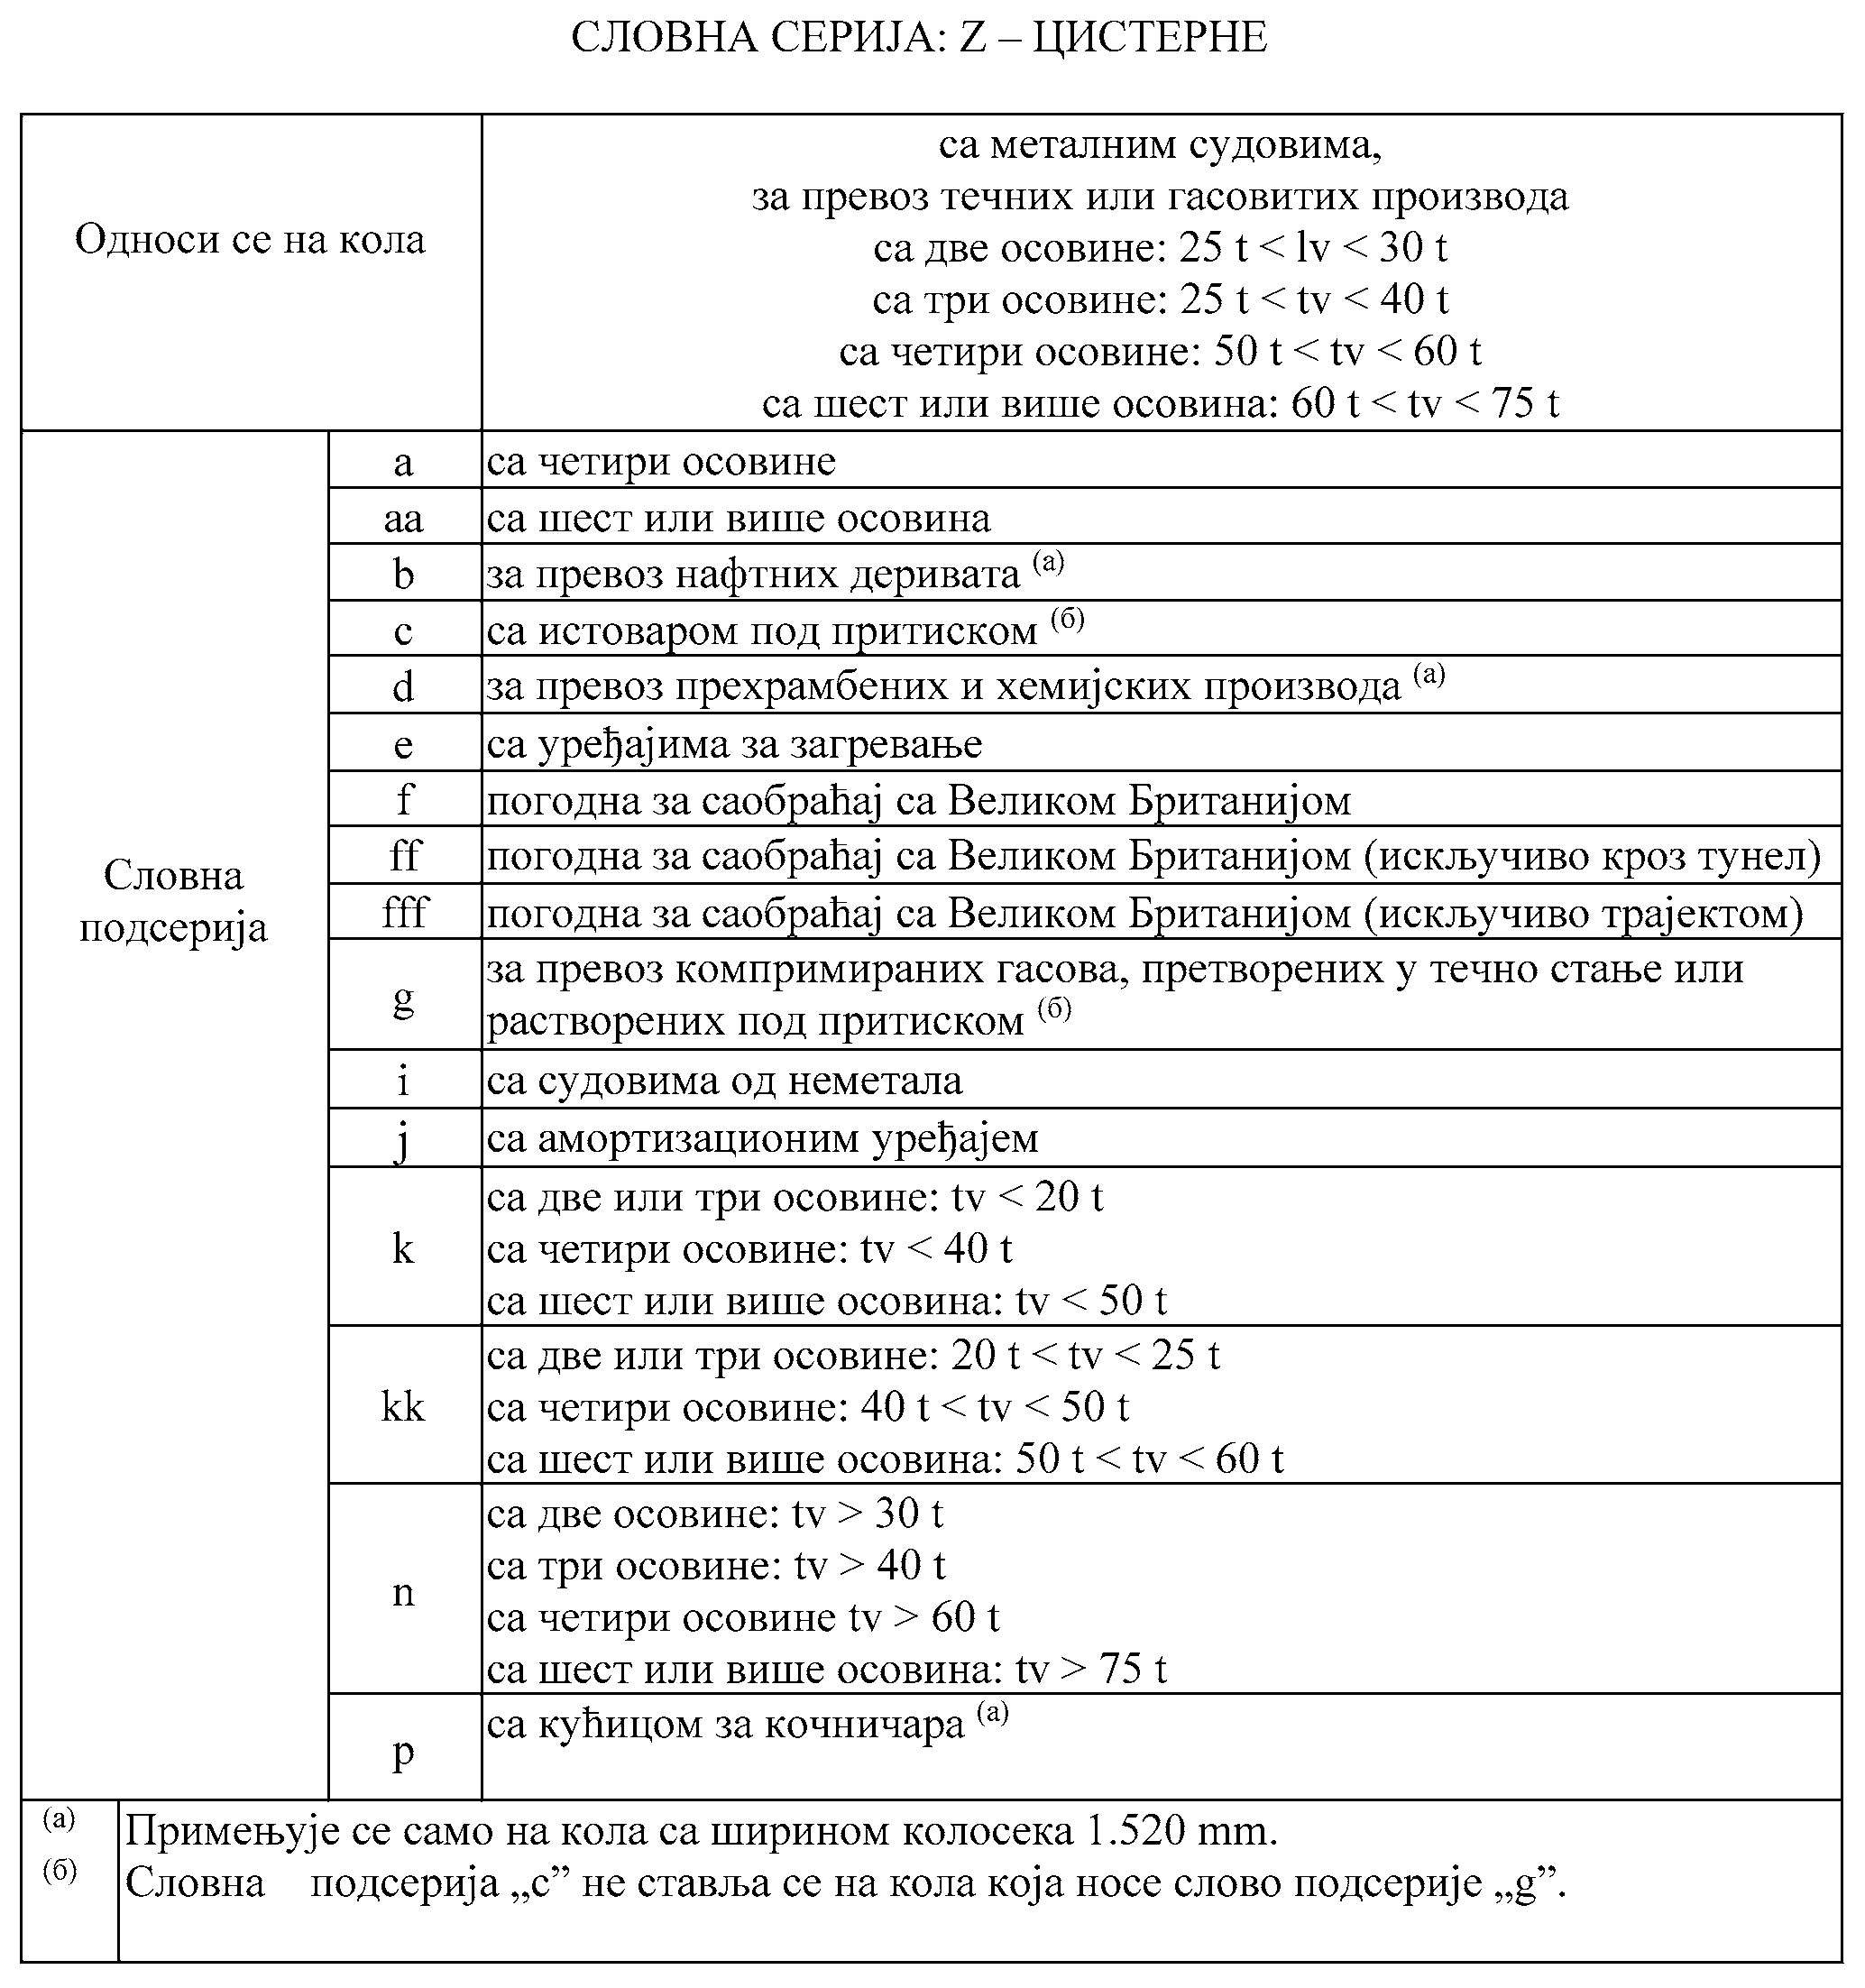 СЛОВНА СЕРИЈА: Z – ЦИСТЕРНЕ
Односи се на кола
са металним судовима,
за превоз течних или гасовитих производа
са две осовине: 25 t < lv < 30 t
са три осовине: 25 t < tv < 40 t
са четири осовине: 50 t < tv < 60 t
са шест или више осовина: 60 t < tv < 75 t
Словна
подсерија
a
са четири осовине
aa
са шест или више осовина
b
за превоз нафтних деривата (а)
c
са истоваром под притиском (б)
d
за превоз прехрамбених и хемијских производа (а)
e
са уређајима за загревање
f
погодна за саобраћај са Великом Британијом
ff
погодна за саобраћај са Великом Британијом (искључиво кроз тунел)
fff
погодна за саобраћај са Великом Британијом (искључиво трајектом)
g
за превоз компримираних гасова, претворених у течно стање или
растворених под притиском (б)
i
са судовима од неметала
j
са амортизационим уређајем
k
са две или три осовине: tv < 20 t
са четири осовине: tv < 40 t
са шест или више осовина: tv < 50 t
kk
са две или три осовине: 20 t < tv < 25 t
са четири осовине: 40 t < tv < 50 t
са шест или више осовина: 50 t < tv < 60 t
n
са две осовине: tv > 30 t
са три осовине: tv > 40 t
са четири осовине tv > 60 t
са шест или више осовина: tv > 75 t
p
са кућицом за кочничара (а)
(а) Примењује се само на кола са ширином колосека 1.520 mm.
(б) Словна подсерија „c” не ставља се на кола која носе слово подсерије „g”.